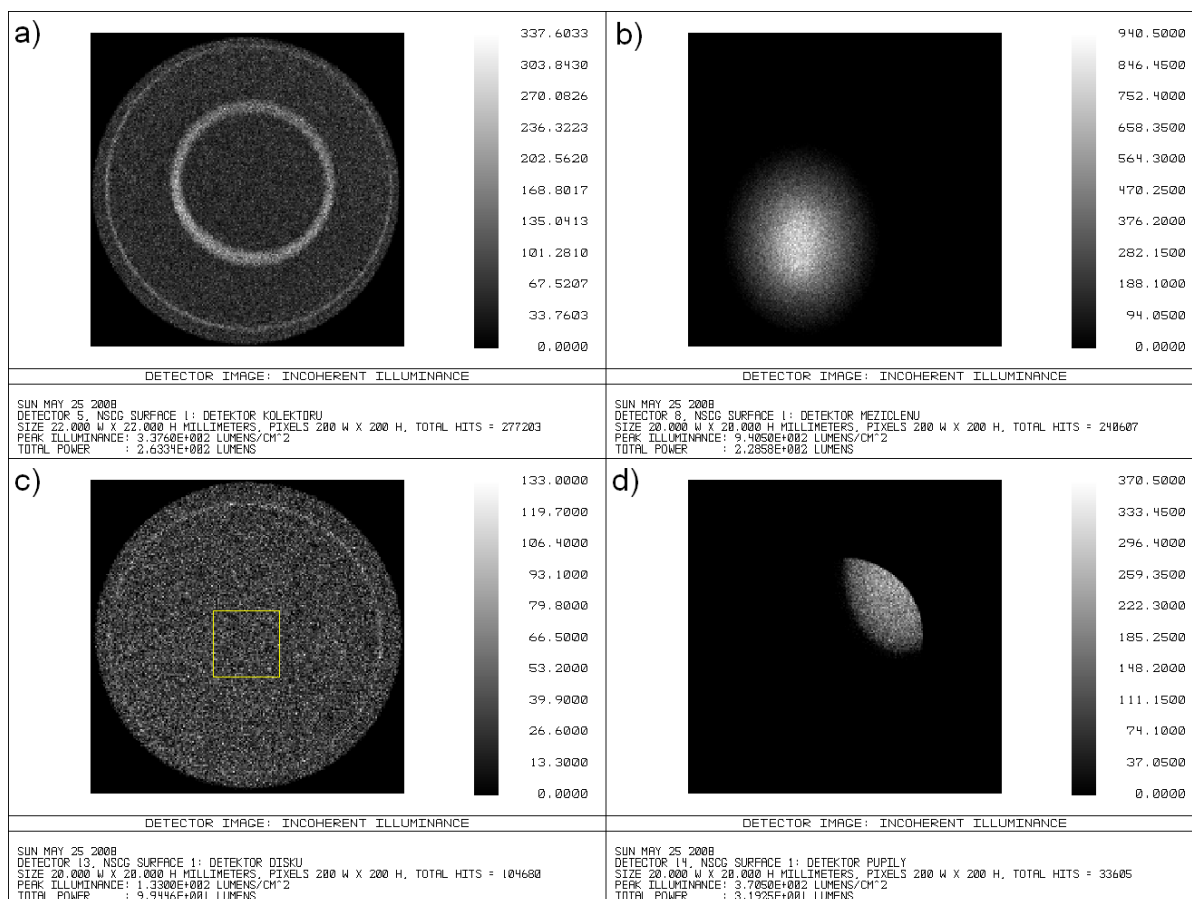 a)
337.6033
303.8430
270.0826
236.3223
202.5620
168.8017
135.0413
101.2810
67.5207
33.7603
0.0000
DETECTOR IMAGE: INCOHERENT ILLUMINANCE
SUN MAY 25 2008
DETECTOR 5, NSCG SURFACE 1: DETEKTOR KOLEKTORU
SIZE 22.000 W X 22.000 H MILLIMETERS, PIXELS 200 W X 200 H, TOTAL HITS = 277203
PEAK ILLUMINANCE: 3.3760E+002 LUMENS/CM^2
TOTAL POWER : 2.6334E+002 LUMENS
b)
940.5000
846.4500
752.4000
658.3500
564.3000
470.2500
376.2000
282.1500
188.1000
94.0500
0.0000
DETECTOR IMAGE: INCOHERENT ILLUMINANCE
SUN MAY 25 2008
DETECTOR 8, NSCG SURFACE 1: DETEKTOR MEZICLENU
SIZE 20.000 W X 20.000 H MILLIMETERS, PIXELS 200 W X 200 H, TOTAL HITS = 240607
PEAK ILLUMINANCE: 9.4050E+002 LUMENS/CM^2
TOTAL POWER : 2.2858E+002 LUMENS
c)
133.0000
119.7000
106.4000
93.1000
79.8000
66.5000
53.2000
39.9000
26.6000
13.3000
0.0000
DETECTOR IMAGE: INCOHERENT ILLUMINANCE
SUN MAY 25 2008
DETECTOR 13, NSCG SURFACE 1: DETEKTOR DISKU
SIZE 20.000 W X 20.000 H MILLIMETERS, PIXELS 200 W X 200 H, TOTAL HITS = 104680
PEAK ILLUMINANCE: 1.3300E+002 LUMENS/CM^2
TOTAL POWER : 9.9446E+001 LUMENS
d)
370.5000
333.4500
296.4000
259.3500
222.3000
185.2500
148.2000
111.1500
74.1000
37.0500
0.0000
DETECTOR IMAGE: INCOHERENT ILLUMINANCE
SUN MAY 25 2008
DETECTOR 14, NSCG SURFACE 1: DETEKTOR PUPILY
SIZE 20.000 W X 20.000 H MILLIMETERS, PIXELS 200 W X 200 H, TOTAL HITS = 33605
PEAK ILLUMINANCE: 3.7050E+002 LUMENS/CM^2
TOTAL POWER : 3.1925E+001 LUMENS